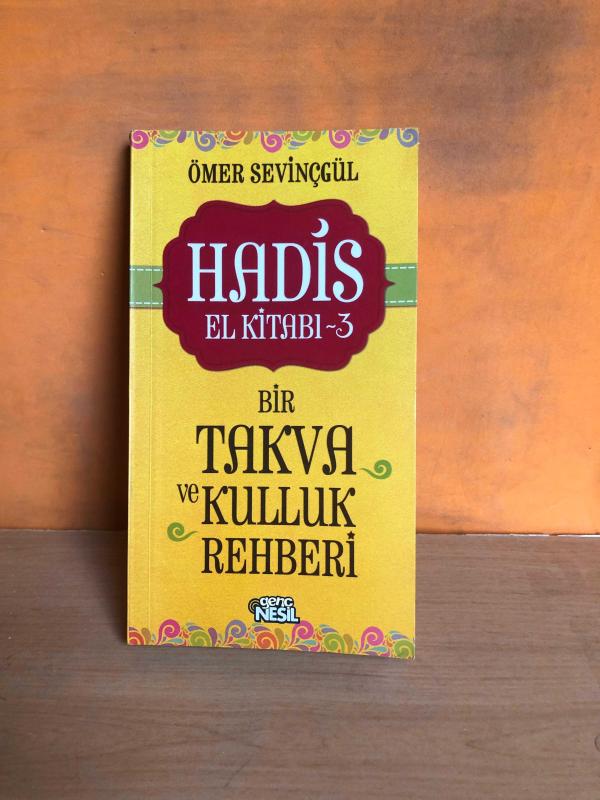 ÖMER SEVİNÇGÜL
HADİS
EL KİTABI~3
BİR
TAKVA
ve KULLUK
REHBERİ
genç
NESİL